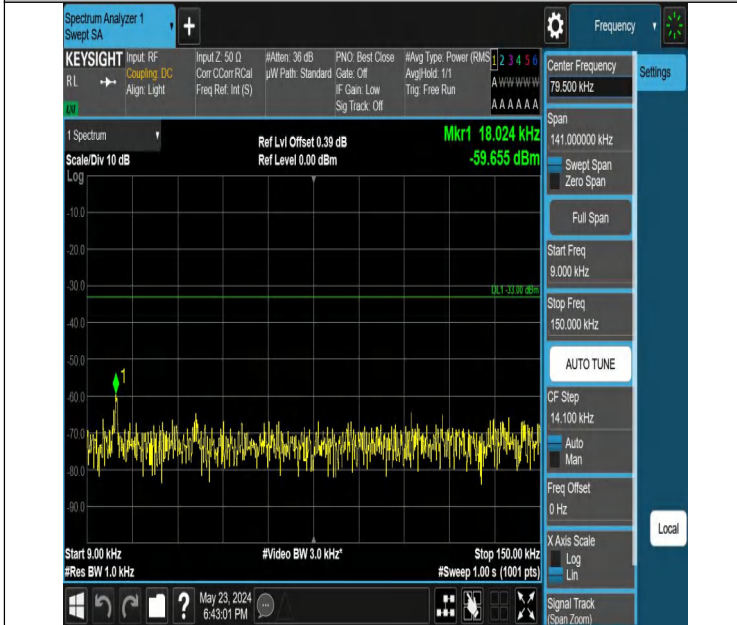 Spectrum Analyzer 1
Swept SA
+
Frequency
KEYSIGHT
RL
Input: RF
Coupling: DC
Align: Light
Input Z: 50 Ω
Corr CCorr RCal
Freq Ref: Int (S)
#Atten: 36 dB
µW Path: Standard
PNO: Best Close
Gate: Off
IF Gain: Low
Sig Track: Off
#Avg Type: Power (RMS
Avg|Hold: 1/1
Trig: Free Run
1 2 3 4 5 6
A W W W W W
A A A A A A
1 Spectrum
Scale/Div 10 dB
Log
Ref Lvl Offset 0.39 dB
Ref Level 0.00 dBm
Mkr1 18.024 kHz
-59.655 dBm
-10.0
-20.0
-30.0
DL1 -33.00 dBm
-40.0
-50.0
1
-60.0
-70.0
-80.0
-90.0
Start 9.00 kHz
#Res BW 1.0 kHz
#Video BW 3.0 kHz*
Stop 150.00 kHz
#Sweep 1.00 s (1001 pts)
?
May 23, 2024
6:43:01 PM
Center Frequency
79.500 kHz
Settings
Span
141.000000 kHz
Swept Span
Zero Span
Full Span
Start Freq
9.000 kHz
Stop Freq
150.000 kHz
AUTO TUNE
CF Step
14.100 kHz
Auto
Man
Freq Offset
0 Hz
Local
X Axis Scale
Log
Lin
Signal Track
(Span Zoom)